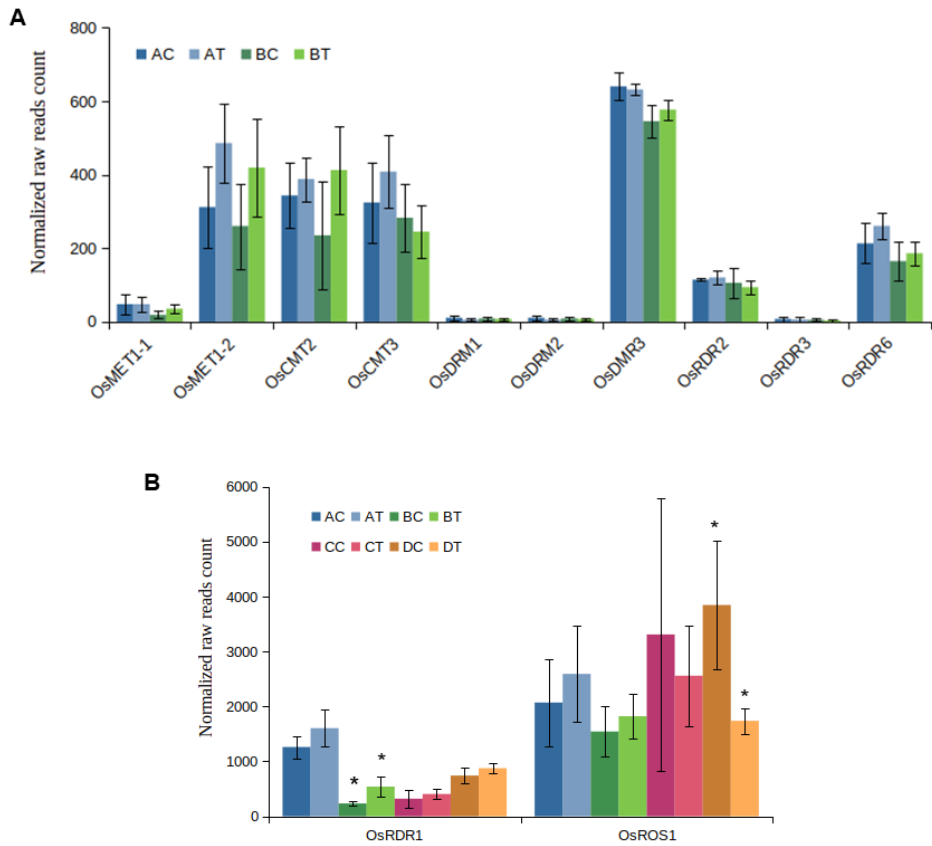 A
Normalized raw reads count
800
600
400
200
0
AC AT BC BT
OsMET1-1
OsMET1-2
OsCMT2
OsCMT3
OsDRM1
OsDRM2
OsDMR3
OsRDR2
OsRDR3
OsRDR6
B
Normalized raw reads count
6000
5000
4000
3000
2000
1000
0
AC AT BC BT
CC CT DC DT
* * * *
OsRDR1
OsROS1